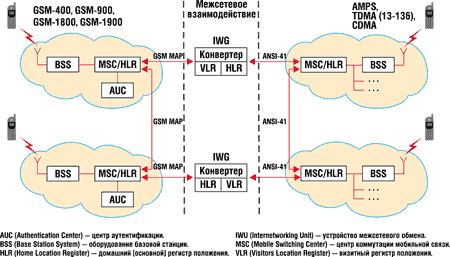 GSM-400, GSM-900,
GSM-1800, GSM-1900
Межсетевое
взаимодействие
AMPS,
TDMA (13-136),
CDMA
BSS
MSC/HLR
AUC
GSM MAP
IWG
Конвертер
VLR
HLR
ANSI-41
MSC/HLR
BSS
...
...
GSM MAP
ANSI-41
BSS
MSC/HLR
AUC
GSM MAP
IWG
Конвертер
HLR
VLR
ANSI-41
MSC/HLR
BSS
...
...
AUC (Authentication Center) — центр аутентификации.
BSS (Base Station System) — оборудование базовой станции.
HLR (Home Location Register) — домашний (основной) регистр положения.
IWU (Internetworking Unit) — устройство межсетевого обмена.
MSC (Mobile Switching Center) — центр коммутации мобильной связи.
VLR (Visitors Location Register) — визитный регистр положения.